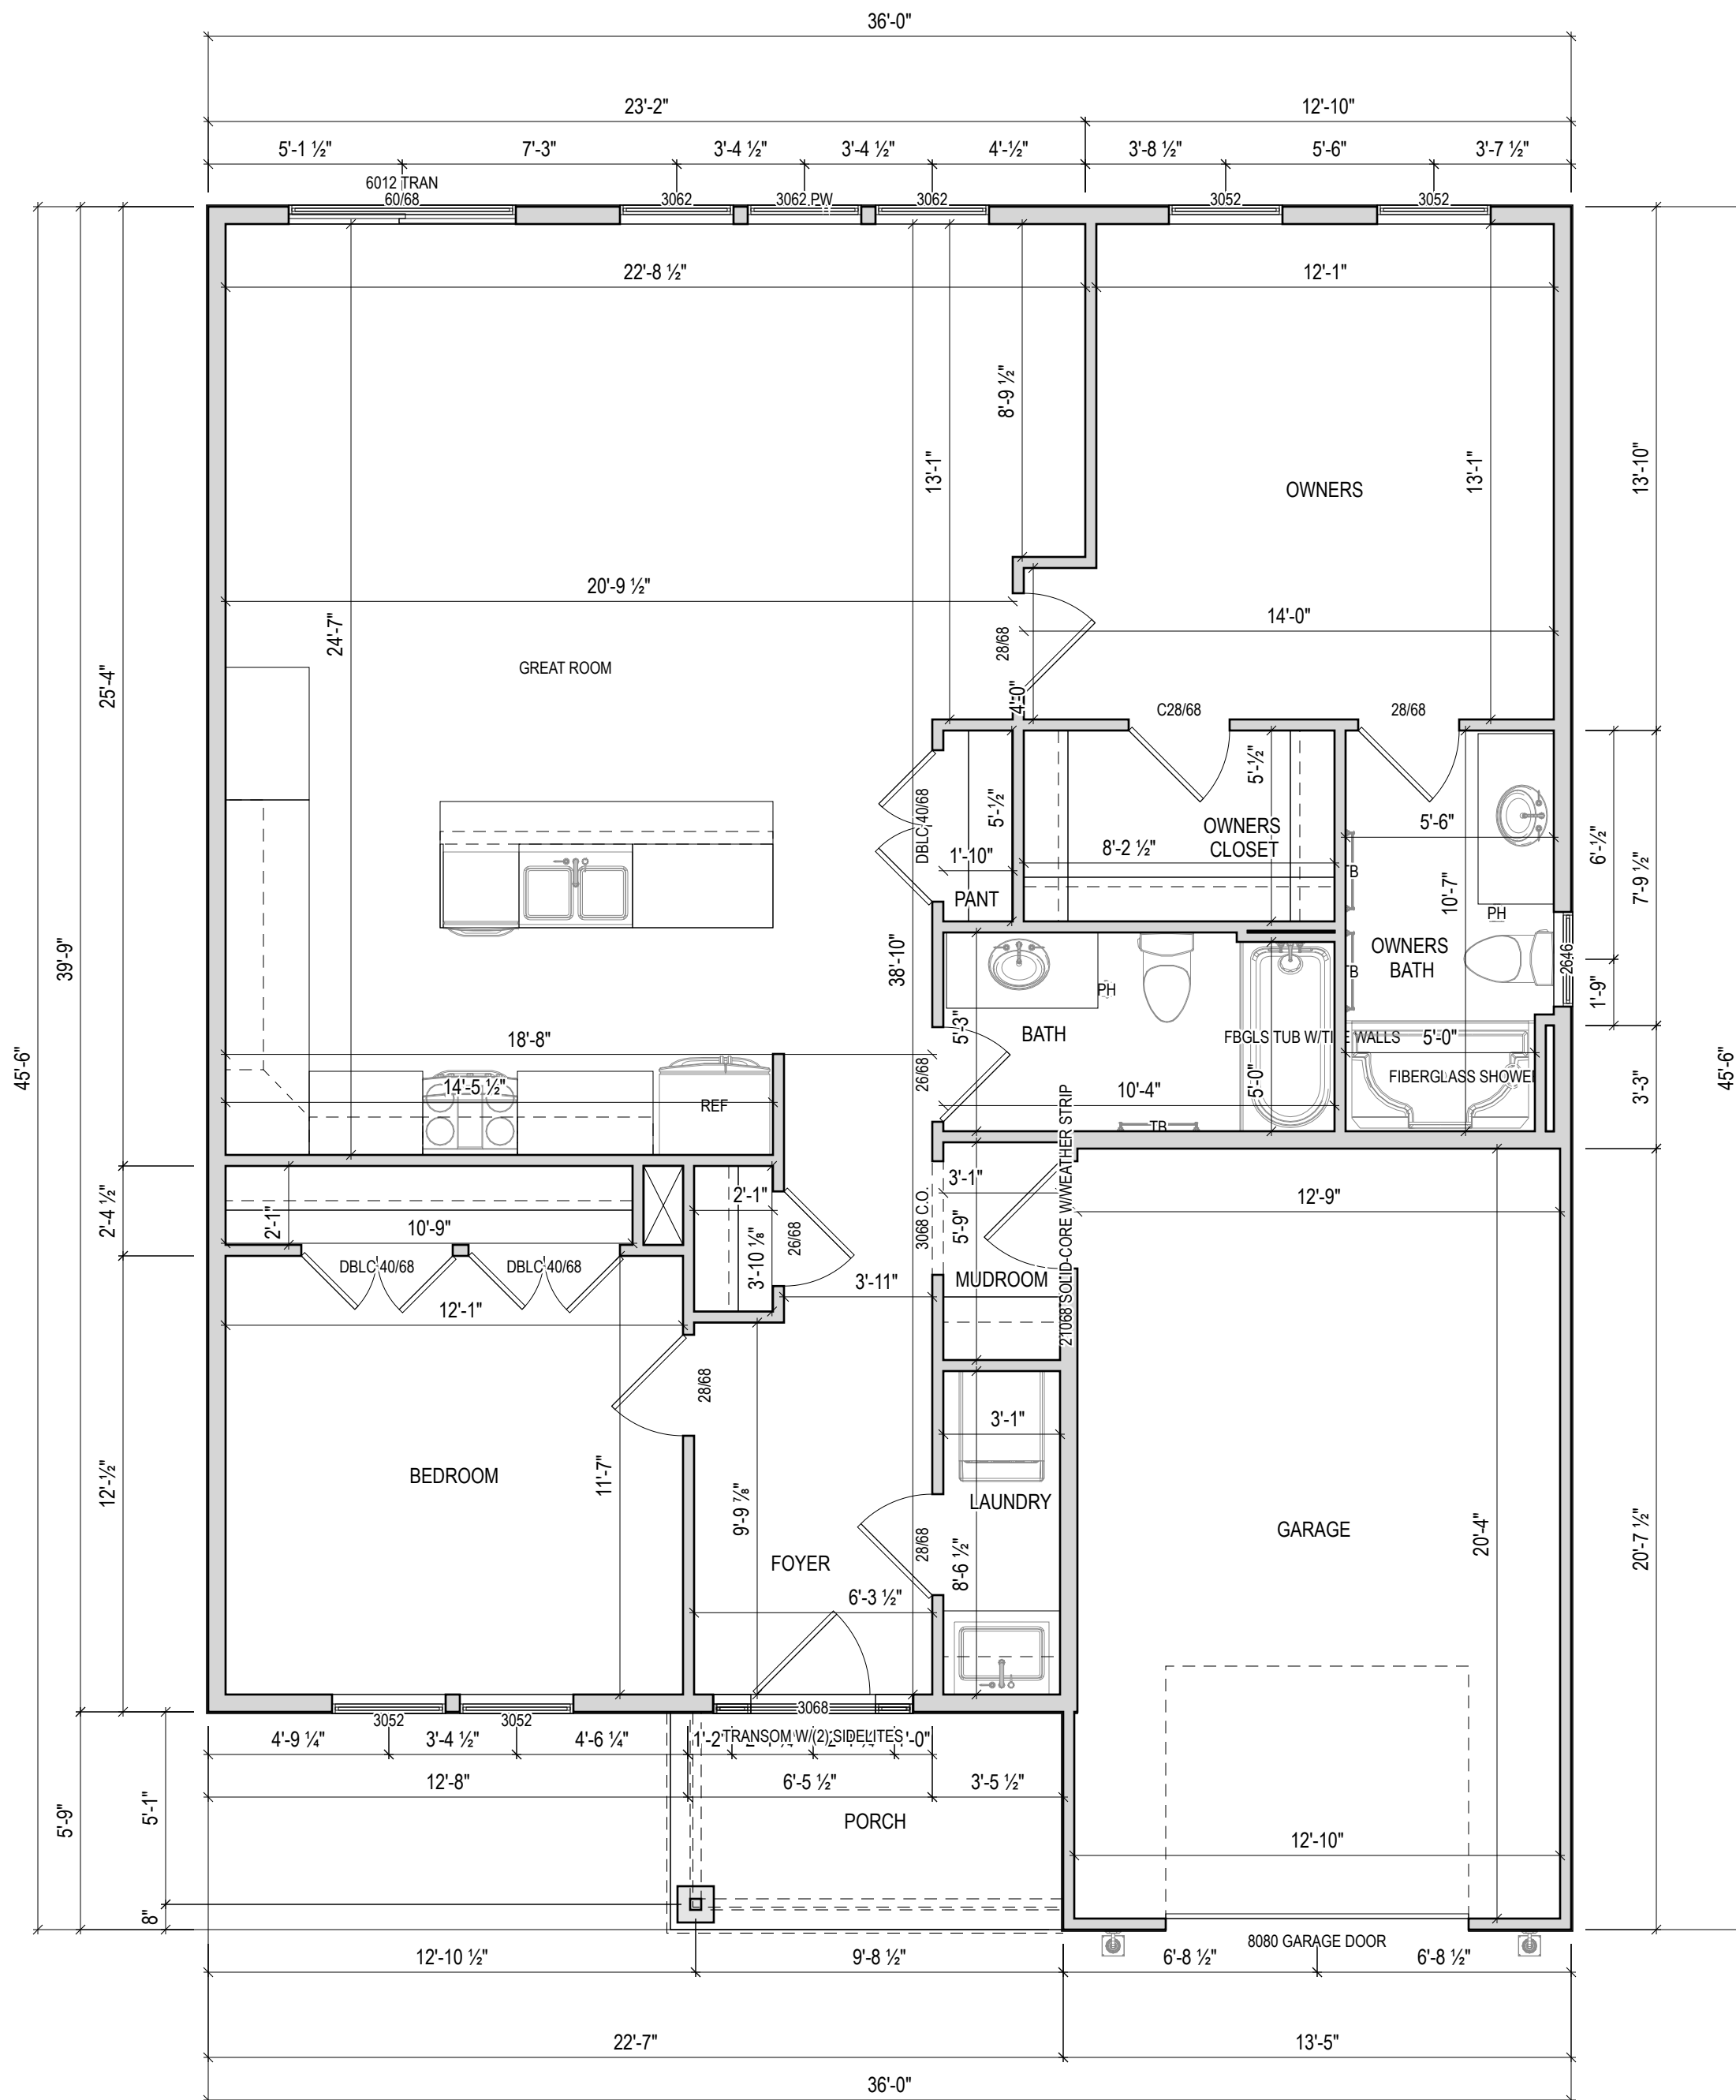 36'-0"
23'-2"
12'-10"
5'-1 ½"
7'-3"
3'-4 ½"
3'-4 ½"
4'-½"
3'-8 ½"
5'-6"
3'-7 ½"
6012 TRAN
60/68
3062
3062 PW
3062
3052
3052
22'-8 ½"
12'-1"
8'-9 ½"
13'-1"
13'-1"
13'-10"
OWNERS
20'-9 ½"
24'-7"
14'-0"
28/68
GREAT ROOM
25'-4"
4'-0"
C28/68
28/68
DBLC 40/68
5'-½"
5'-½"
1'-10"
PANT
8'-2 ½"
OWNERS
CLOSET
5'-6"
6'-½"
7'-9 ½"
TB
10'-7"
PH
OWNERS
BATH
TB
2646
1'-9"
39'-9"
38'-10"
PH
5'-3"
BATH
FBGLS TUB W/TILE WALLS
5'-0"
18'-8"
45'-6"
45'-6"
26/68
14'-5 ½"
REF
5'-0"
10'-4"
TB
FIBERGLASS SHOWER
3'-3"
3'-1"
21068 SOLID-CORE W/WEATHER STRIP
12'-9"
2'-4 ½"
2'-1"
10'-9"
2'-1"
3'-10 ⅛"
26/68
3068 C.O.
5'-9"
DBLC 40/68
DBLC 40/68
3'-11"
MUDROOM
12'-1"
28/68
3'-1"
BEDROOM
11'-7"
12'-½"
9'-9 ⅞"
LAUNDRY
28/68
8'-6 ½"
FOYER
6'-3 ½"
GARAGE
20'-4"
20'-7 ½"
3052
3052
3068
TRANSOM W/(2) SIDELITES
4'-9 ¼"
3'-4 ½"
4'-6 ¼"
12'-8"
6'-5 ½"
3'-5 ½"
5'-9"
5'-1"
8"
PORCH
12'-10"
8080 GARAGE DOOR
12'-10 ½"
9'-8 ½"
6'-8 ½"
6'-8 ½"
22'-7"
13'-5"
36'-0"